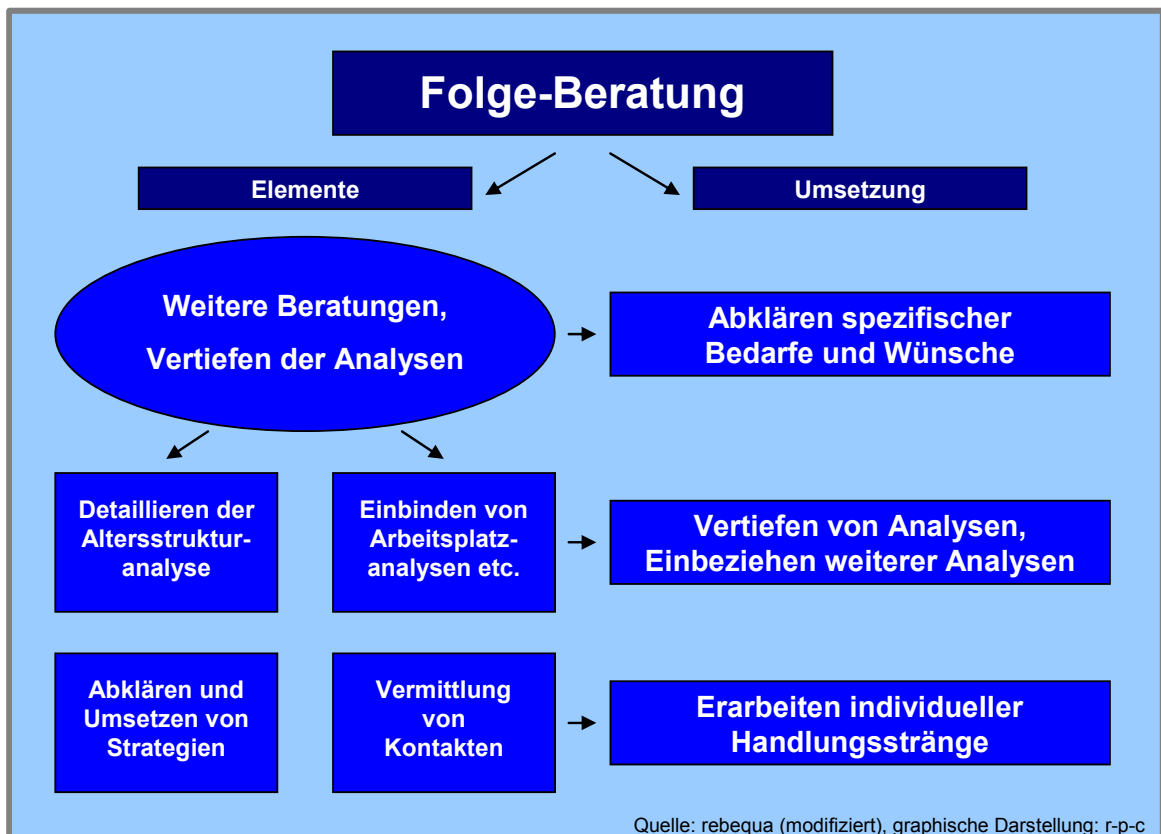 Folge-Beratung
Elemente
Umsetzung
Weitere Beratungen,
Vertiefen der Analysen
Abklären spezifischer
Bedarfe und Wünsche
Detaillieren der
Altersstruktur-
analyse
Einbinden von
Arbeitsplatz-
analysen etc.
Vertiefen von Analysen,
Einbeziehen weiterer Analysen
Abklären und
Umsetzen von
Strategien
Vermittlung
von
Kontakten
Erarbeiten individueller
Handlungsstränge
Quelle: rebequa (modifiziert), graphische Darstellung: r-p-c